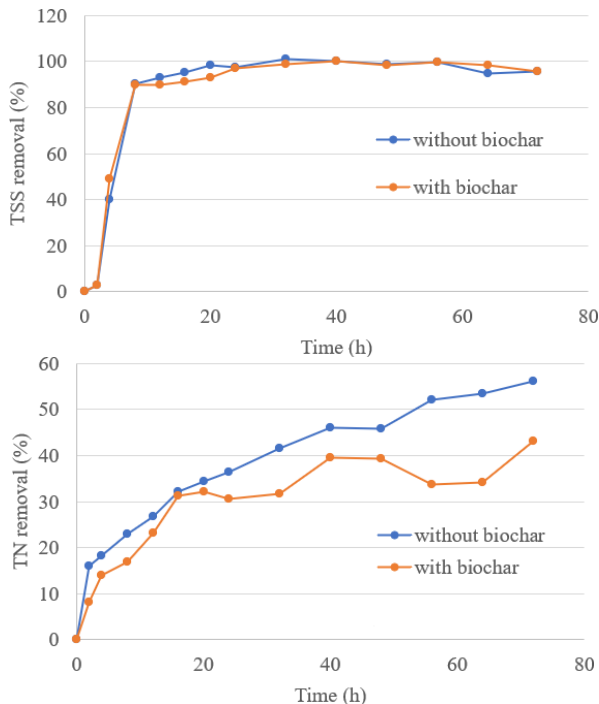 TSS removal (%)
120
100
80
60
40
20
0
without biochar
with biochar
0 20 40 60 80
Time (h)
TN removal (%)
60
50
40
30
20
10
0
without biochar
with biochar
0 20 40 60 80
Time (h)